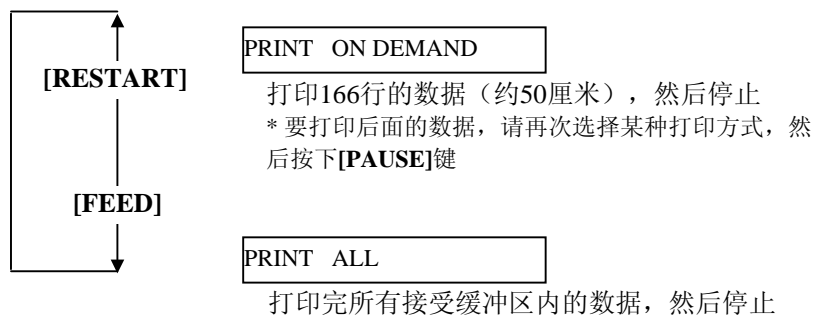 PRINT ON DEMAND
[RESTART]
打印166行的数据（约50厘米），然后停止
* 要打印后面的数据，请再次选择某种打印方式，然
后按下[PAUSE]键
[FEED]
PRINT ALL
打印完所有接受缓冲区内的数据，然后停止